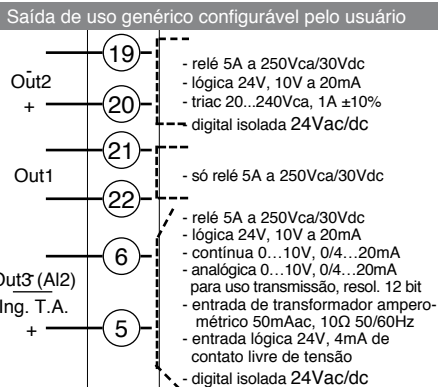 Saída de uso genérico configurável pelo usuário
19
- relé 5A a 250Vca/30Vdc
- lógica 24V, 10V a 20mA
- triac 20...240Vca, 1A ±10%
- digital isolada 24Vac/dc
-
Out2
+
20
21
Out1
- só relé 5A a 250Vca/30Vdc
22
- relé 5A a 250Vca/30Vdc
- lógica 24V, 10V a 20mA
- contínua 0…10V, 0/4…20mA
- analógica 0…10V, 0/4…20mA
para uso transmissão, resol. 12 bit
- entrada de transformador ampero-
métrico 50mAac, 10Ω 50/60Hz
- entrada lógica 24V, 4mA de
contato livre de tensão
- digital isolada 24Vac/dc
6
-
Out3 (AI2)
Ing. T.A.
+
5